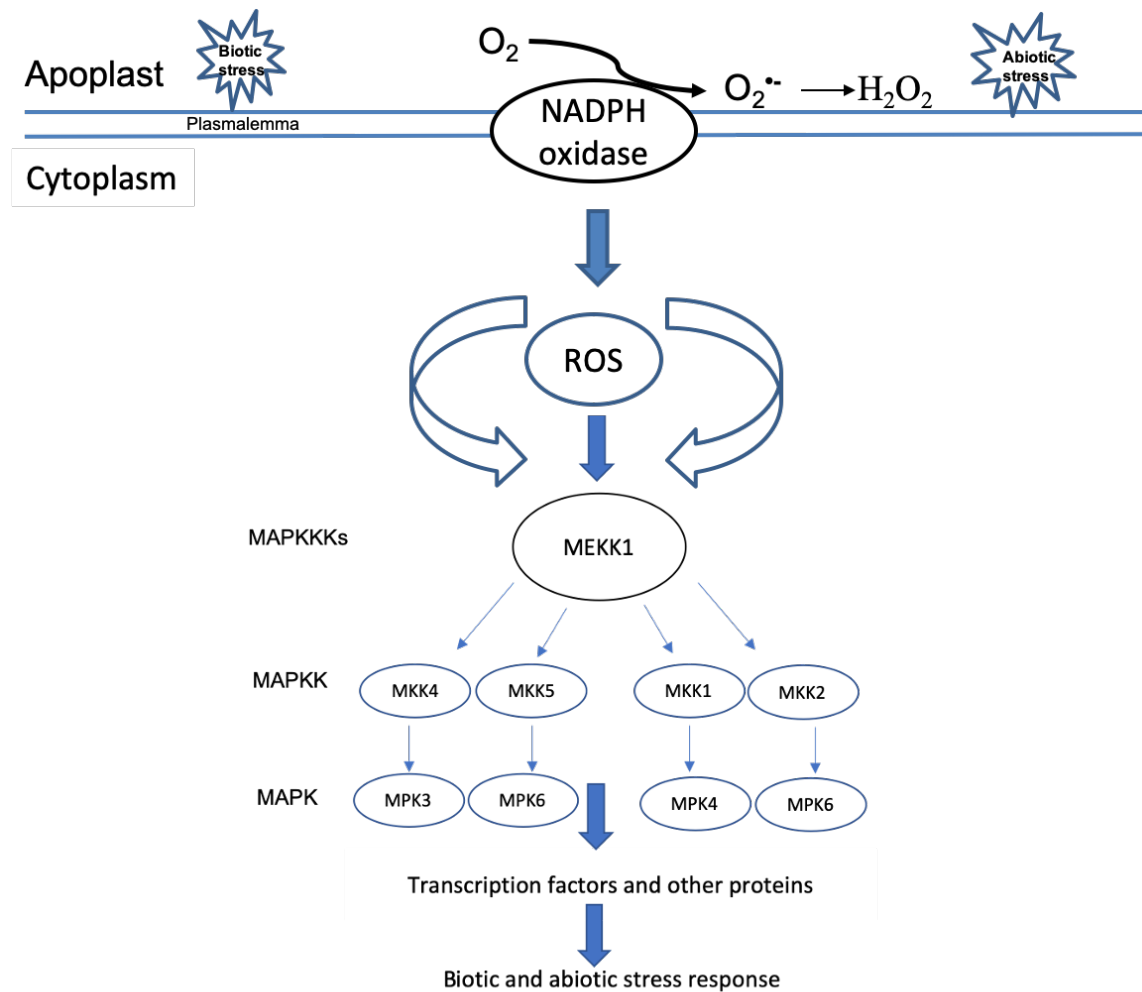 Biotic
stress
O₂
Apoplast
Abiotic
stress
O₂•-
H₂O₂
NADPH
oxidase
Plasmalemma
Cytoplasm
ROS
MAPKKKs
MEKK1
MAPKK
MKK4
MKK5
MKK1
MKK2
MAPK
MPK3
MPK6
MPK4
MPK6
Transcription factors and other proteins
Biotic and abiotic stress response